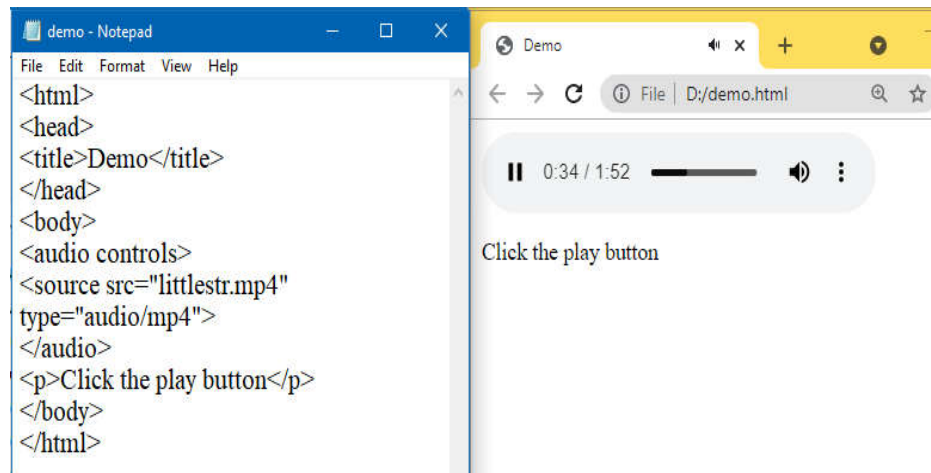 demo - Notepad
File Edit Format View Help
<html>
<head>
<title>Demo</title>
</head>
<body>
<audio controls>
<source src="littlestr.mp4"
type="audio/mp4">
</audio>
<p>Click the play button</p>
</body>
</html>
Demo
File | D:/demo.html
0:34 / 1:52
Click the play button